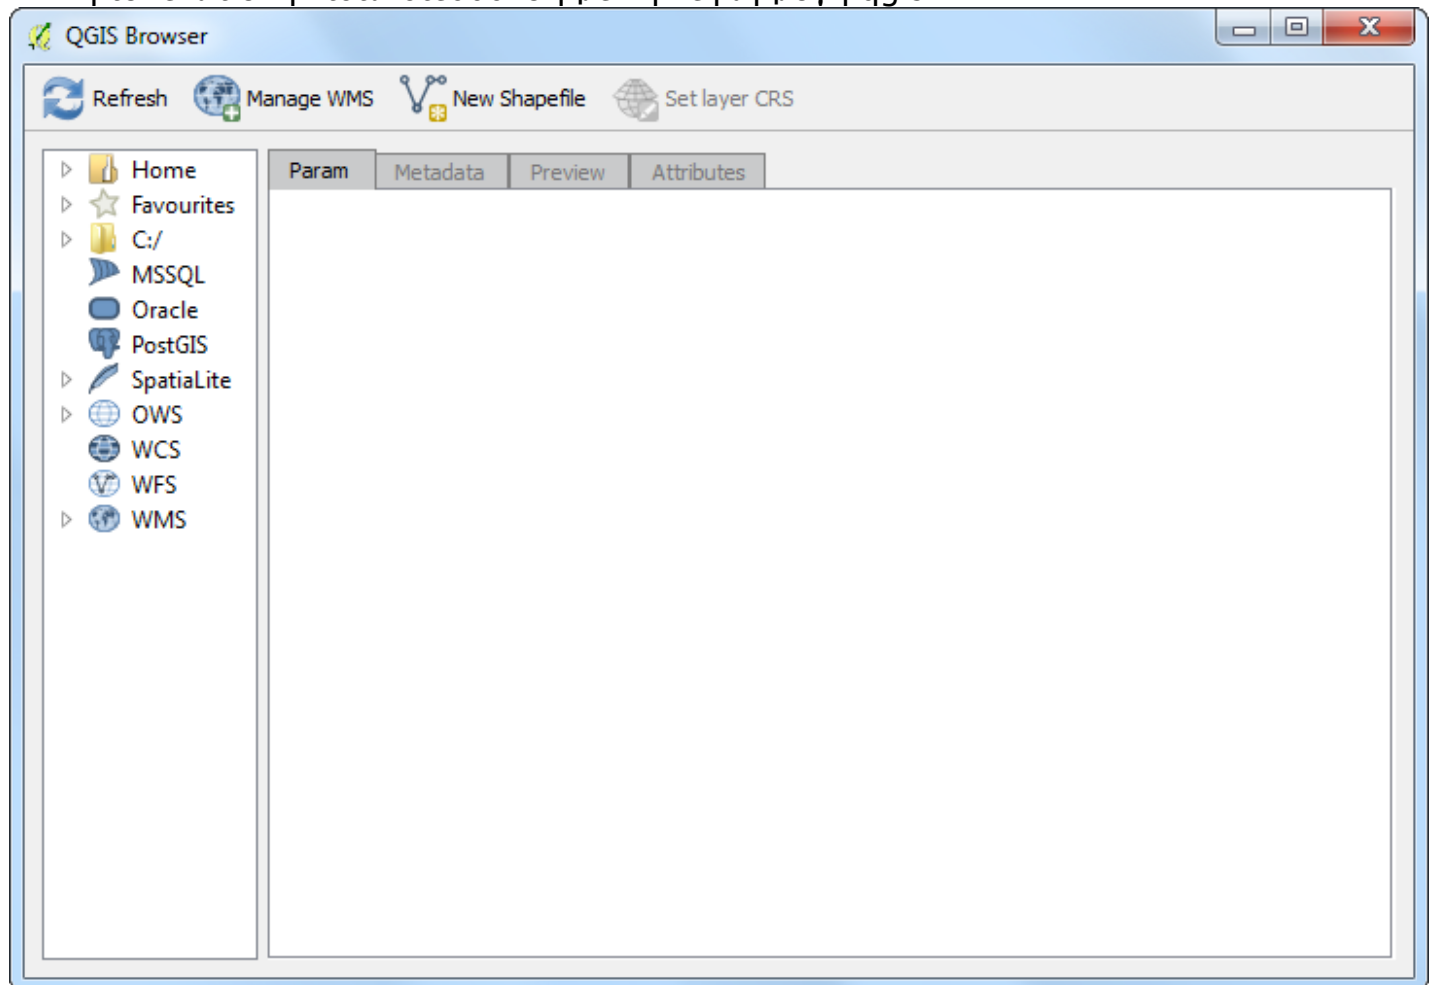 QGIS Browser
Refresh Manage WMS New Shapefile Set layer CRS
Param Metadata Preview Attributes
Home
Favourites
C:/
MSSQL
Oracle
PostGIS
SpatiaLite
OWS
WCS
WFS
WMS